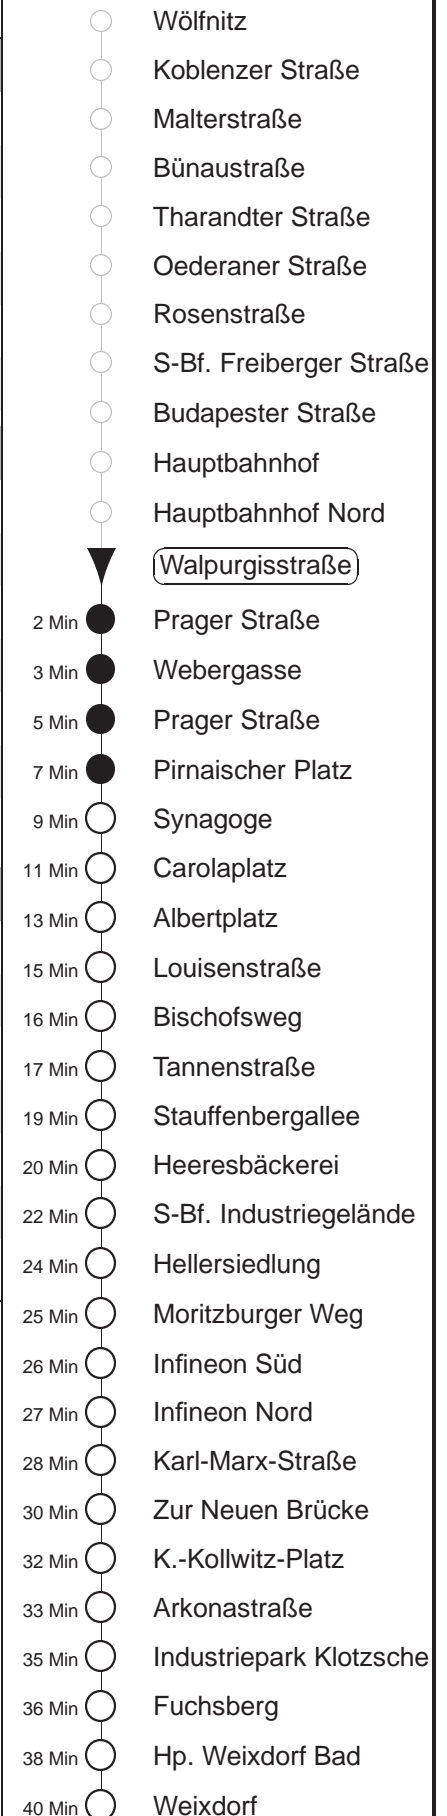 Wölfnitz
Koblenzer Straße
Malterstraße
Bünaustraße
Tharandter Straße
Oederaner Straße
Rosenstraße
S-Bf. Freiberger Straße
Budapester Straße
Hauptbahnhof
Hauptbahnhof Nord
Walpurgisstraße
2 Min Prager Straße
3 Min Webergasse
5 Min Prager Straße
7 Min Pirnaischer Platz
9 Min Synagoge
11 Min Carolaplatz
13 Min Albertplatz
15 Min Louisenstraße
16 Min Bischofsweg
17 Min Tannenstraße
19 Min Stauffenbergallee
20 Min Heeresbäckerei
22 Min S-Bf. Industriegelände
24 Min Hellersiedlung
25 Min Moritzburger Weg
26 Min Infineon Süd
27 Min Infineon Nord
28 Min Karl-Marx-Straße
30 Min Zur Neuen Brücke
32 Min K.-Kollwitz-Platz
33 Min Arkonastraße
35 Min Industriepark Klotzsche
36 Min Fuchsberg
38 Min Hp. Weixdorf Bad
40 Min Weixdorf